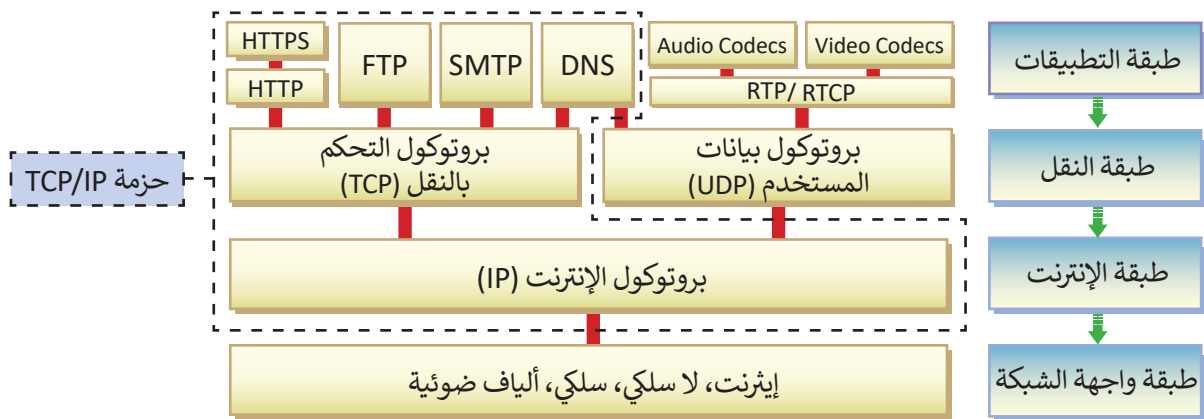 HTTPS
HTTP
FTP
SMTP
DNS
Audio Codecs
Video Codecs
RTP/ RTCP
طبقة التطبيقات
بروتوكول التحكم
بالنقل (TCP)
بروتوكول بيانات
المستخدم (UDP)
طبقة النقل
حزمة TCP/IP
بروتوكول الإنترنت (IP)
طبقة الإنترنت
إيثرنت، لا سلكي، سلكي، ألياف ضوئية
طبقة واجهة الشبكة